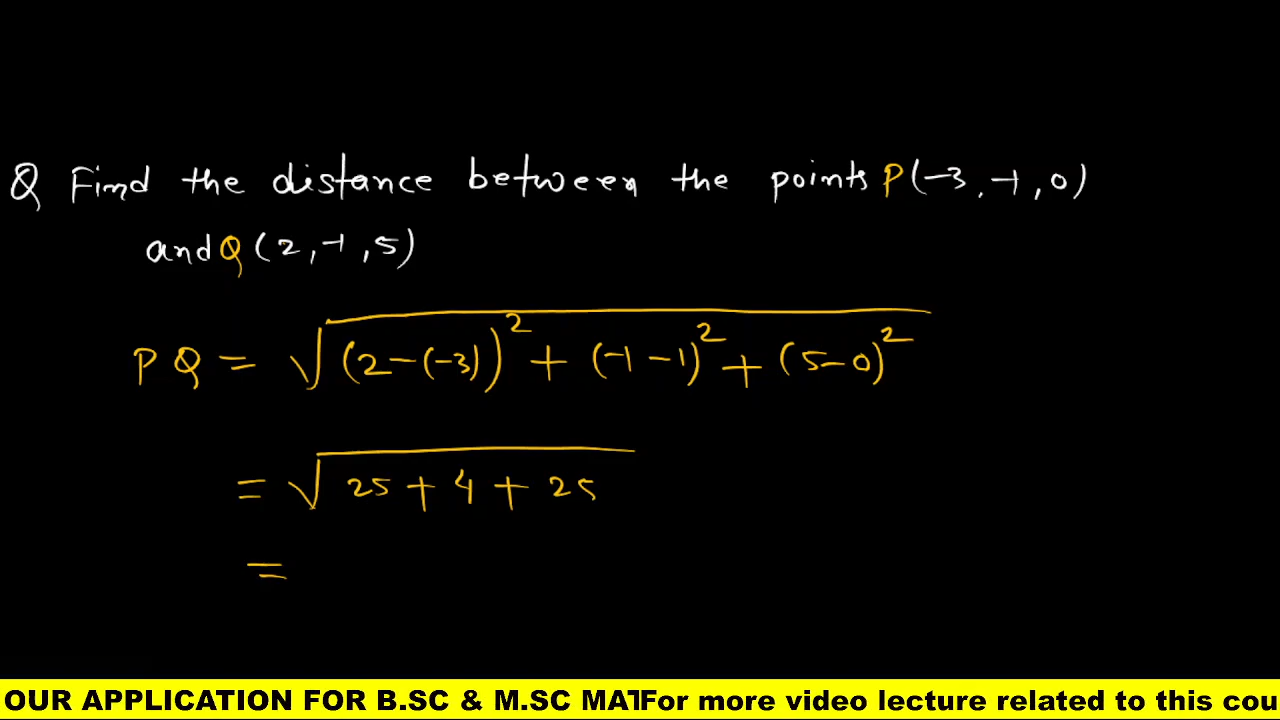 Q Find the distance between the points P(-3, -1, 0)
and Q (2, -1, 5)
PQ = √(2-(-3))² + (-1-1)² + (5-0)²
= √25 + 4 + 25
=
OUR APPLICATION FOR B.SC & M.SC MATFor more video lecture related to this cou